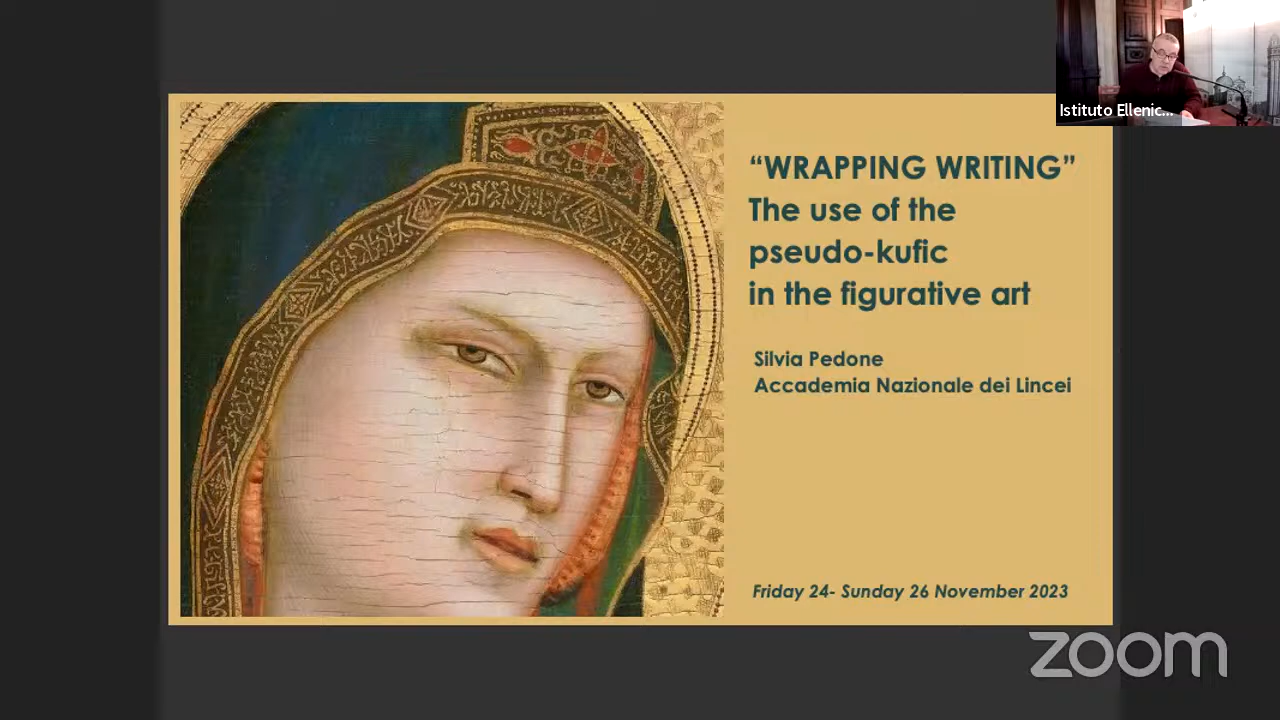 Istituto Ellenic...
“WRAPPING WRITING”
The use of the
pseudo-kufic
in the figurative art
Silvia Pedone
Accademia Nazionale dei Lincei
Friday 24- Sunday 26 November 2023
zoom